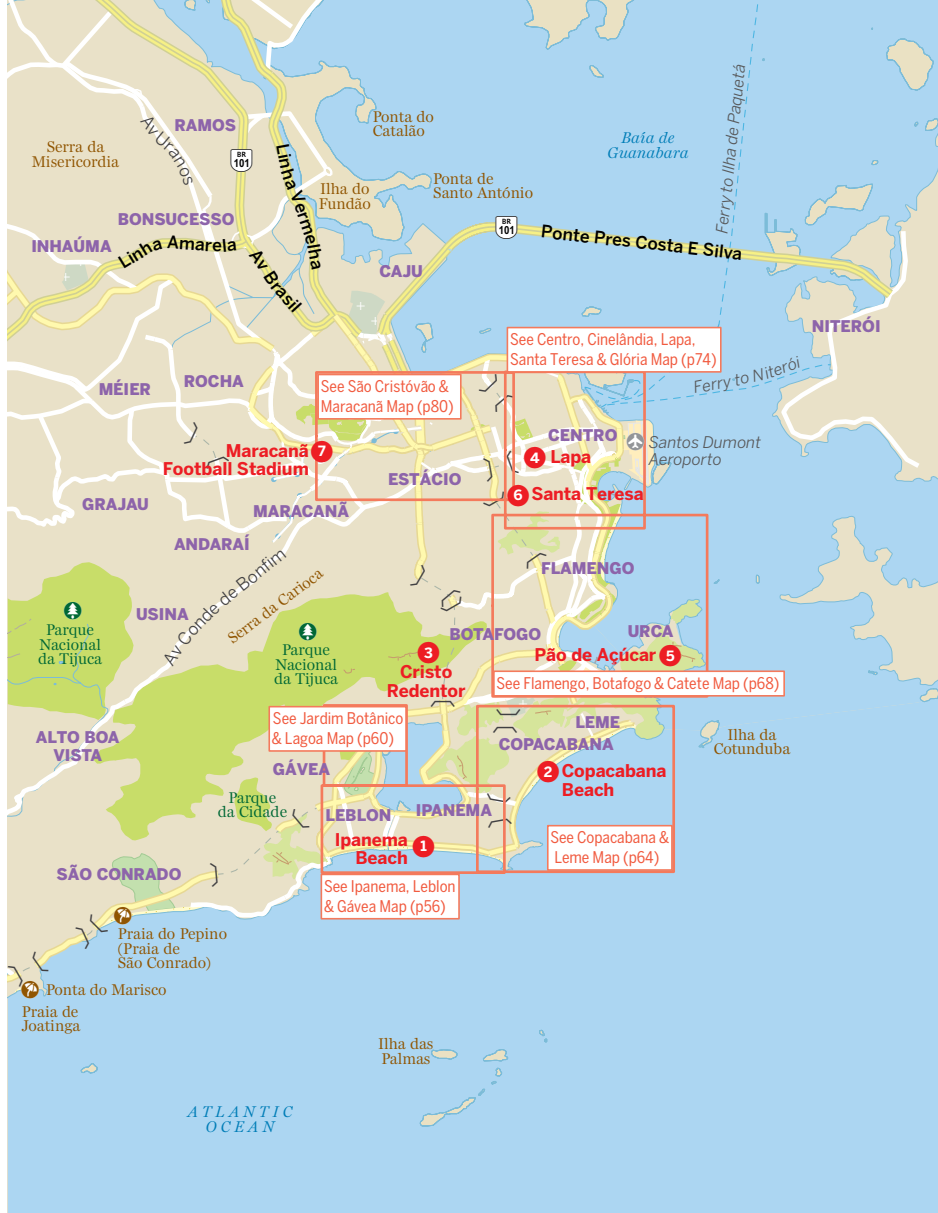 Ponta do
Catalão
RAMOS
Av Uranos
Serra da
Misericordia
BR
101
Linha Vermelha
Baía de
Guanabara
Ferry to Ilha de Paquetá
Ponta de
Santo António
Ilha do
Fundão
BONSUCESSO
BR
101
Ponte Pres Costa E Silva
INHAÚMA
Linha Amarela
Av Brasil
CAJU
NITERÓI
See Centro, Cinelândia, Lapa,
Santa Teresa & Glória Map (p74)
Ferry to Niterói
MÉIER
ROCHA
See São Cristóvão &
Maracanã Map (p80)
CENTRO
Santos Dumont
Aeroporto
Maracanã
Football Stadium
7
4 Lapa
ESTÁCIO
6 Santa Teresa
GRAJAU
MARACANÃ
ANDARAÍ
Av Conde de Bonfim
Serra da Carioca
FLAMENGO
USINA
Parque
Nacional
da Tijuca
Parque
Nacional
da Tijuca
BOTAFOGO
URCA
3
Cristo
Redentor
Pão de Açúcar 5
See Flamengo, Botafogo & Catete Map (p68)
See Jardim Botânico
& Lagoa Map (p60)
LEME
COPACABANA
Ilha da
Cotunduba
ALTO BOA
VISTA
GÁVEA
2 Copacabana
Beach
Parque
da Cidade
LEBLON
IPANEMA
Ipanema
Beach
1
See Copacabana &
Leme Map (p64)
SÃO CONRADO
See Ipanema, Leblon
& Gávea Map (p56)
Praia do Pepino
(Praia de
São Conrado)
Ponta do Marisco
Praia de
Joatinga
Ilha das
Palmas
ATLANTIC
OCEAN